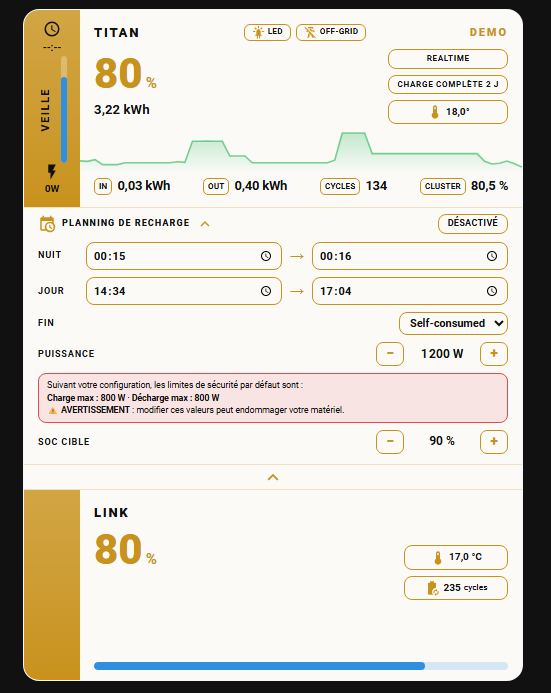 TITAN
LED
OFF-GRID
DEMO
--:--
VEILLE
0W
80 %
3,22 kWh
REALTIME
CHARGE COMPLÈTE 2 J
18,0°
IN 0,03 kWh
OUT 0,40 kWh
CYCLES 134
CLUSTER 80,5 %
PLANNING DE RECHARGE
DÉSACTIVÉ
NUIT 00:15 → 00:16
JOUR 14:34 → 17:04
FIN Self-consumed
PUISSANCE − 1200 W +
Suivant votre configuration, les limites de sécurité par défaut sont :
Charge max : 800 W · Décharge max : 800 W
⚠️ AVERTISSEMENT : modifier ces valeurs peut endommager votre matériel.
SOC CIBLE − 90 % +
LINK
80 %
17,0 °C
235 cycles